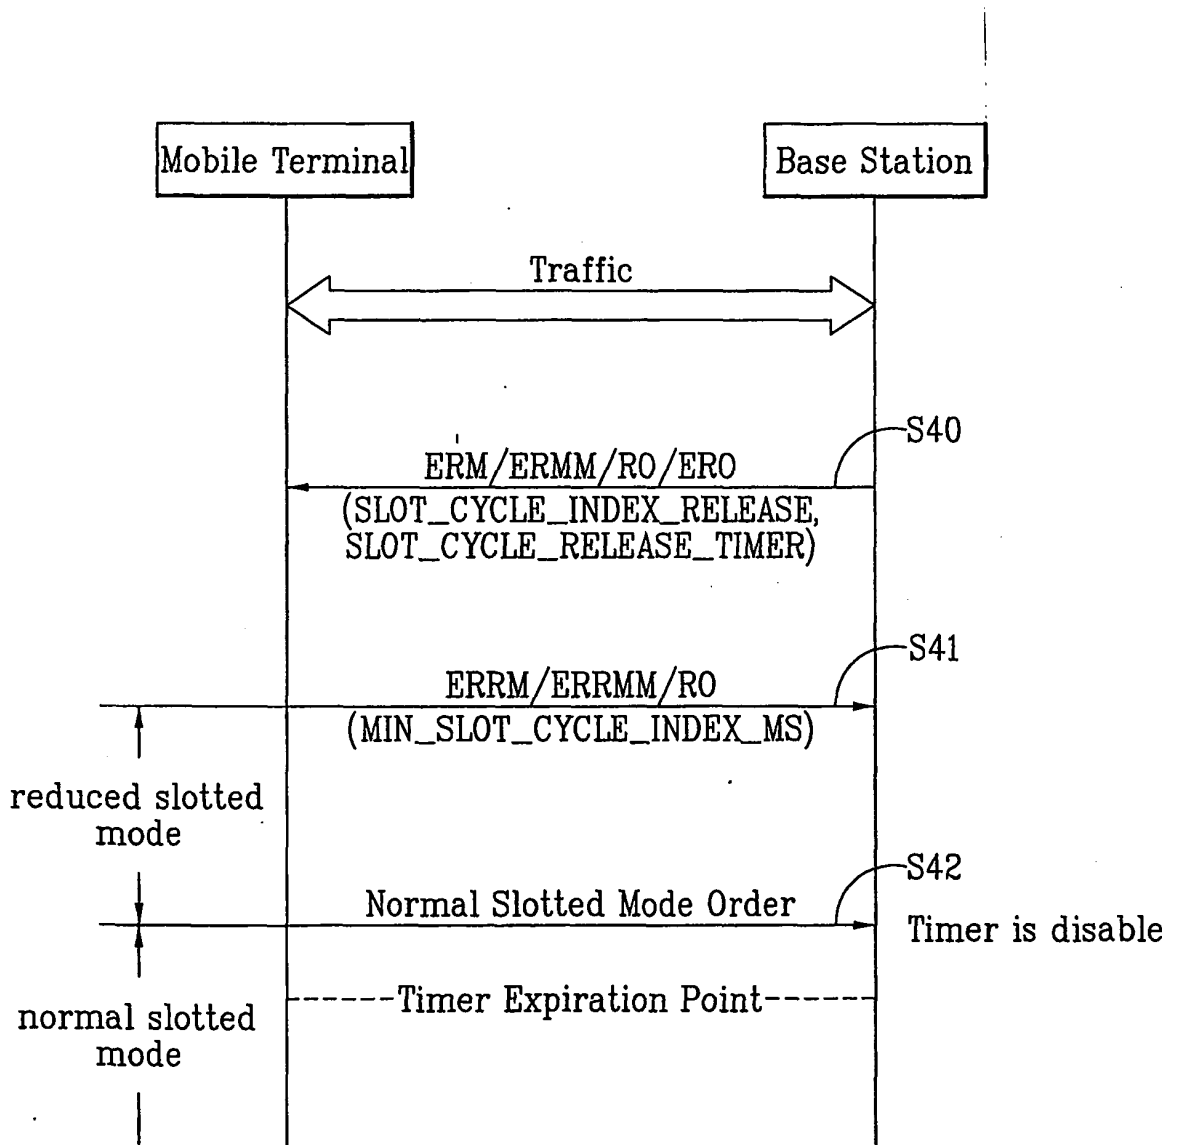 Mobile Terminal
Base Station
Traffic
S40
ERM/ERMM/RO/ERO
(SLOT_CYCLE_INDEX_RELEASE,
SLOT_CYCLE_RELEASE_TIMER)
S41
ERRM/ERRMM/RO
(MIN_SLOT_CYCLE_INDEX_MS)
reduced slotted
mode
S42
Normal Slotted Mode Order
Timer is disable
Timer Expiration Point
normal slotted
mode